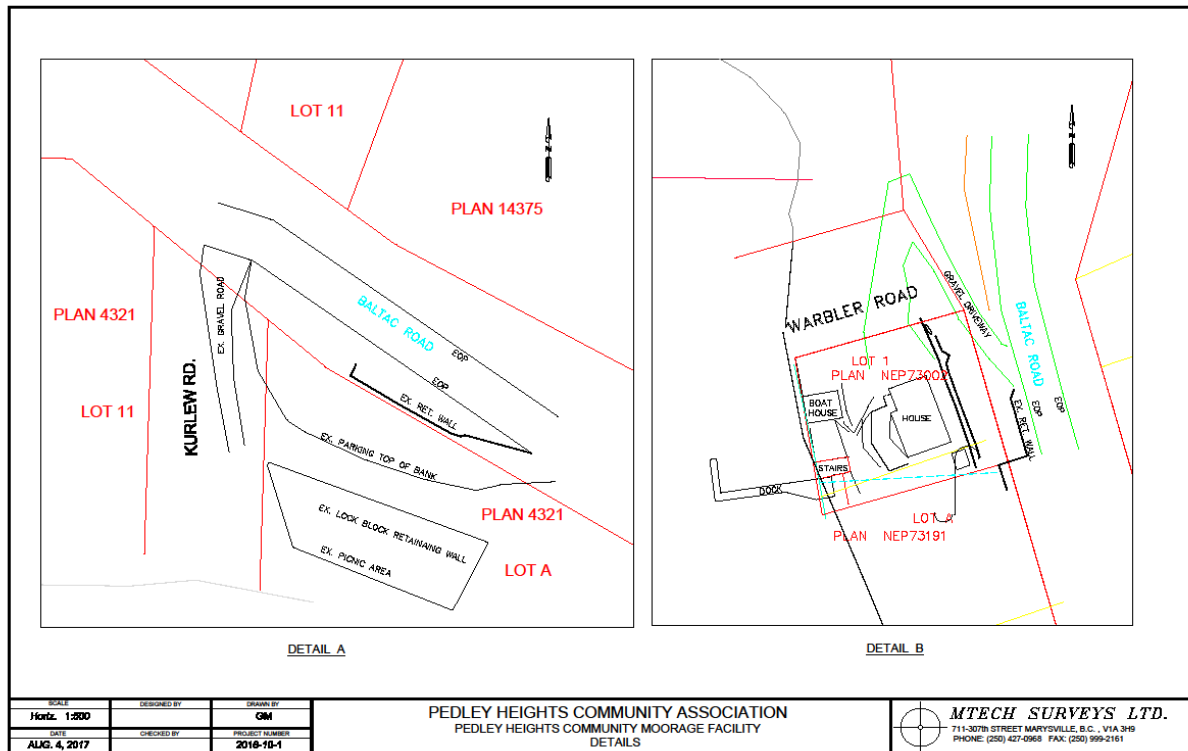 LOT 11
PLAN 14375
BALTAC ROAD
EOP
EOP
EX. GRAVEL ROAD
PLAN 4321
KURLEW RD.
LOT 11
EX. RET. WALL
EX. PARKING TOP OF BANK
PLAN 4321
EX. LOCK BLOCK RETAINAING WALL
EX. PICNIC AREA
LOT A
DETAIL A
WARBLER ROAD
GRAVEL DRIVEWAY
BALTAC ROAD
LOT 1
PLAN NEP73002
BOAT
HOUSE
HOUSE
EOP
EOP
EX. RET. WALL
STAIRS
DOCK
LOT A
PLAN NEP73191
DETAIL B
SCALE
Horiz. 1:500
DESIGNED BY
DRAWN BY
GM
DATE
AUG. 4, 2017
CHECKED BY
PROJECT NUMBER
2016-10-1
PEDLEY HEIGHTS COMMUNITY ASSOCIATION
PEDLEY HEIGHTS COMMUNITY MOORAGE FACILITY
DETAILS
MTECH SURVEYS LTD.
711-307th STREET MARYSVILLE, B.C., V1A 3H9
PHONE: (250) 427-0968 FAX: (250) 999-2161